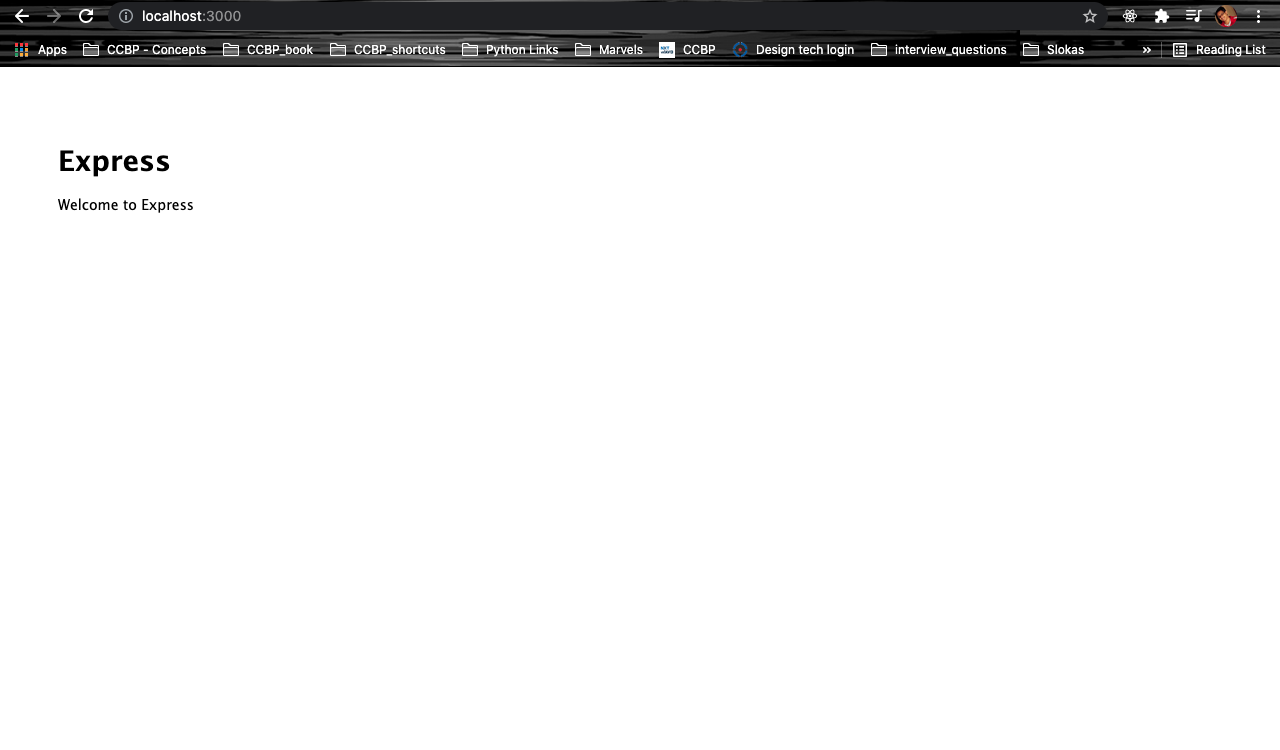 localhost:3000
Apps CCBP - Concepts CCBP_book CCBP_shortcuts Python Links Marvels CCBP Design tech login interview_questions Slokas » Reading List
Express
Welcome to Express